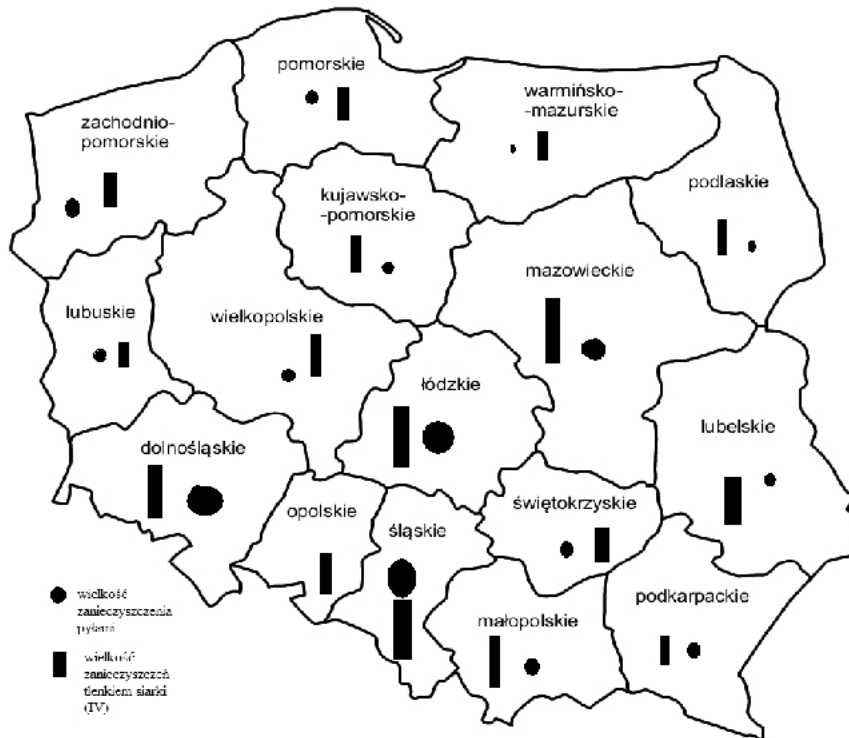 pomorskie
warmińsko-
-mazurskie
zachodnio-
pomorskie
podlaskie
kujawsko-
-pomorskie
mazowieckie
lubuskie
wielkopolskie
łódzkie
lubelskie
dolnośląskie
świętokrzyskie
opolskie
śląskie
podkarpackie
małopolskie
wielkość
zanieczyszczenia
pyłami
wielkość
zanieczyszczeń
tlenkiem siarki
(IV)